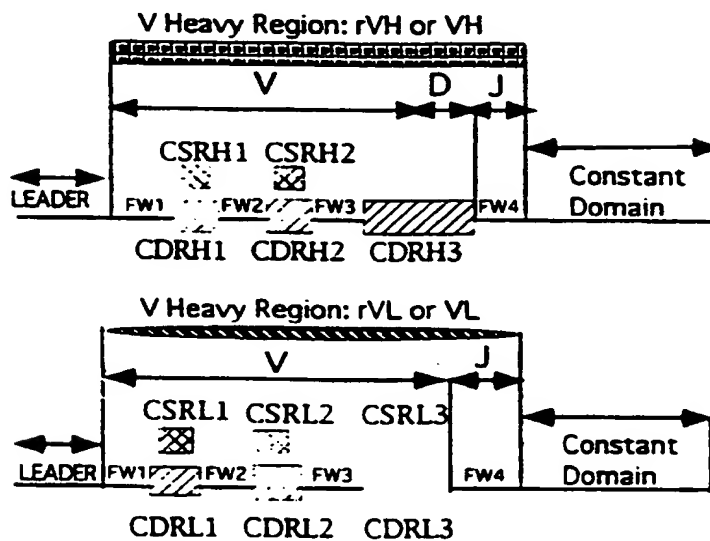 V Heavy Region: rVH or VH
V D J
CSRH1 CSRH2
LEADER FW1 FW2 FW3 FW4 Constant Domain
CDRH1 CDRH2 CDRH3
V Heavy Region: rVL or VL
V J
CSRL1 CSRL2 CSRL3
LEADER FW1 FW2 FW3 FW4 Constant Domain
CDRL1 CDRL2 CDRL3